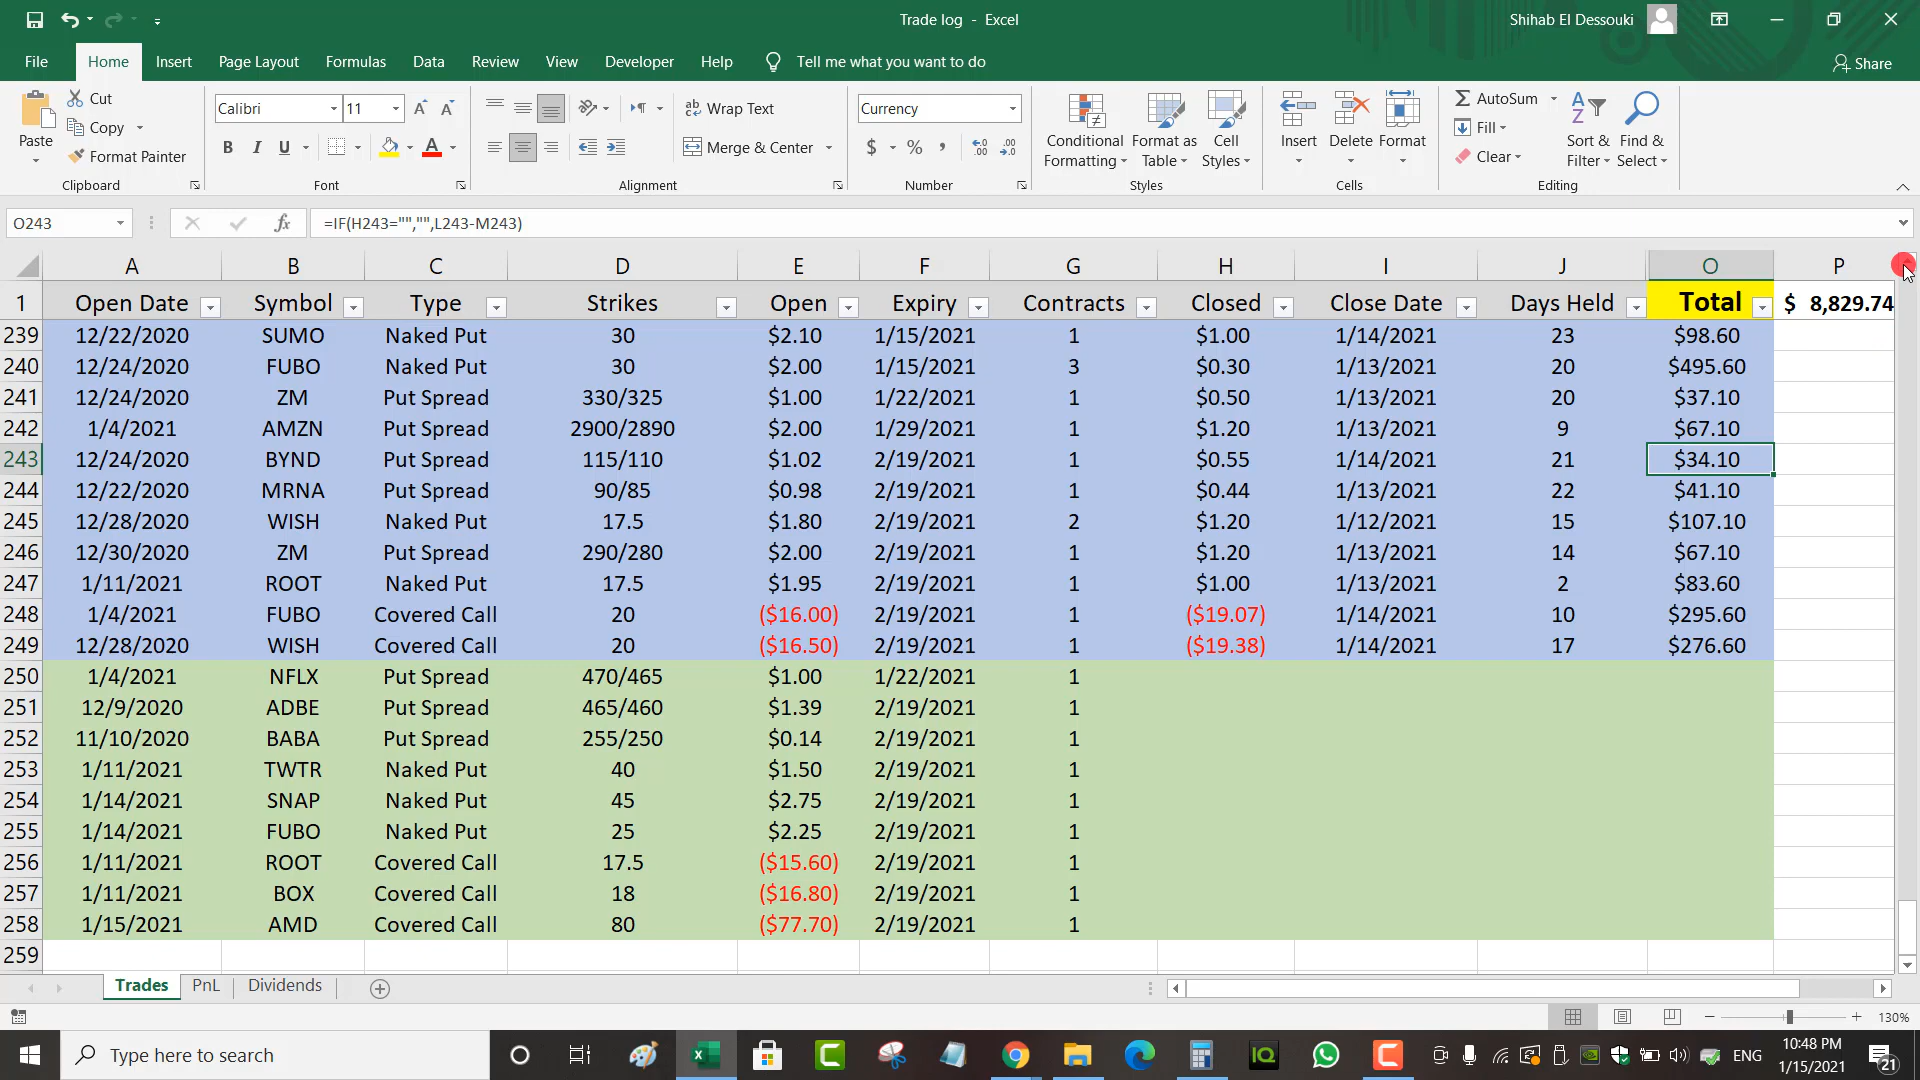 Trade log - Excel
Shihab El Dessouki
File Home Insert Page Layout Formulas Data Review View Developer Help Tell me what you want to do Share
Paste
Cut
Copy
Format Painter
Clipboard
Calibri 11
B I U A
Font
Wrap Text
Merge & Center
Alignment
Currency
$ % ,
Number
Conditional Formatting
Format as Table
Cell Styles
Styles
Insert
Delete
Format
Cells
AutoSum
Fill
Clear
Sort & Filter
Find & Select
Editing
O243 fx =IF(H243="","",L243-M243)
A B C D E F G H I J O P
1 Open Date Symbol Type Strikes Open Expiry Contracts Closed Close Date Days Held Total $ 8,829.74
239 12/22/2020 SUMO Naked Put 30 $2.10 1/15/2021 1 $1.00 1/14/2021 23 $98.60
240 12/24/2020 FUBO Naked Put 30 $2.00 1/15/2021 3 $0.30 1/13/2021 20 $495.60
241 12/24/2020 ZM Put Spread 330/325 $1.00 1/22/2021 1 $0.50 1/13/2021 20 $37.10
242 1/4/2021 AMZN Put Spread 2900/2890 $2.00 1/29/2021 1 $1.20 1/13/2021 9 $67.10
243 12/24/2020 BYND Put Spread 115/110 $1.02 2/19/2021 1 $0.55 1/14/2021 21 $34.10
244 12/22/2020 MRNA Put Spread 90/85 $0.98 2/19/2021 1 $0.44 1/13/2021 22 $41.10
245 12/28/2020 WISH Naked Put 17.5 $1.80 2/19/2021 2 $1.20 1/12/2021 15 $107.10
246 12/30/2020 ZM Put Spread 290/280 $2.00 2/19/2021 1 $1.20 1/13/2021 14 $67.10
247 1/11/2021 ROOT Naked Put 17.5 $1.95 2/19/2021 1 $1.00 1/13/2021 2 $83.60
248 1/4/2021 FUBO Covered Call 20 ($16.00) 2/19/2021 1 ($19.07) 1/14/2021 10 $295.60
249 12/28/2020 WISH Covered Call 20 ($16.50) 2/19/2021 1 ($19.38) 1/14/2021 17 $276.60
250 1/4/2021 NFLX Put Spread 470/465 $1.00 1/22/2021 1
251 12/9/2020 ADBE Put Spread 465/460 $1.39 2/19/2021 1
252 11/10/2020 BABA Put Spread 255/250 $0.14 2/19/2021 1
253 1/11/2021 TWTR Naked Put 40 $1.50 2/19/2021 1
254 1/14/2021 SNAP Naked Put 45 $2.75 2/19/2021 1
255 1/14/2021 FUBO Naked Put 25 $2.25 2/19/2021 1
256 1/11/2021 ROOT Covered Call 17.5 ($15.60) 2/19/2021 1
257 1/11/2021 BOX Covered Call 18 ($16.80) 2/19/2021 1
258 1/15/2021 AMD Covered Call 80 ($77.70) 2/19/2021 1
259
Trades PnL Dividends
130%
Type here to search
IQ
ENG
10:48 PM
1/15/2021
21